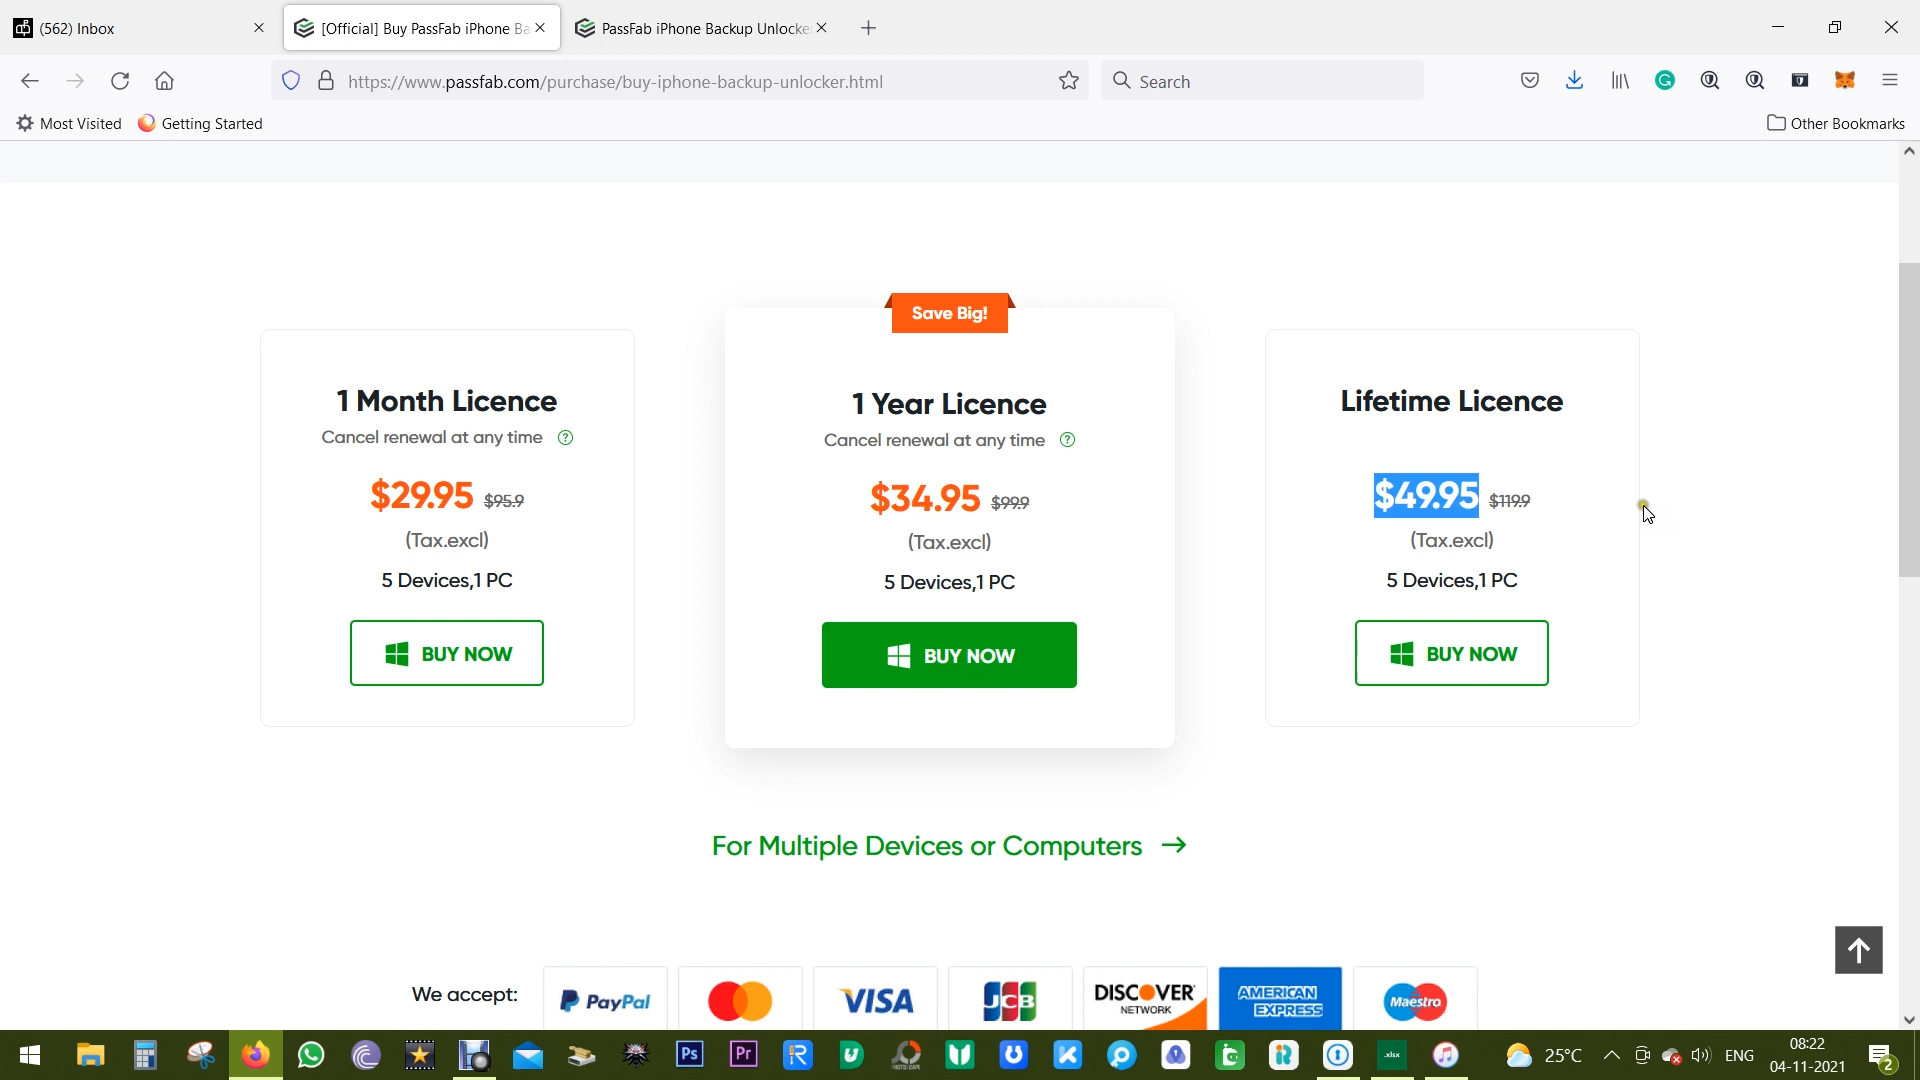 (562) Inbox
[Official] Buy PassFab iPhone Ba
PassFab iPhone Backup Unlocke
https://www.passfab.com/purchase/buy-iphone-backup-unlocker.html
Search
Most Visited
Getting Started
Other Bookmarks
Save Big!
1 Month Licence
Cancel renewal at any time ?
$29.95 $95.9
(Tax.excl)
5 Devices,1 PC
BUY NOW
1 Year Licence
Cancel renewal at any time ?
$34.95 $99.9
(Tax.excl)
5 Devices,1 PC
BUY NOW
Lifetime Licence
$49.95 $119.9
(Tax.excl)
5 Devices,1 PC
BUY NOW
For Multiple Devices or Computers →
We accept:
PayPal
VISA
JCB
DISCOVER
NETWORK
AMERICAN
EXPRESS
Maestro
Ps
Pr
.xlsx
25°C
ENG
08:22
04-11-2021
2